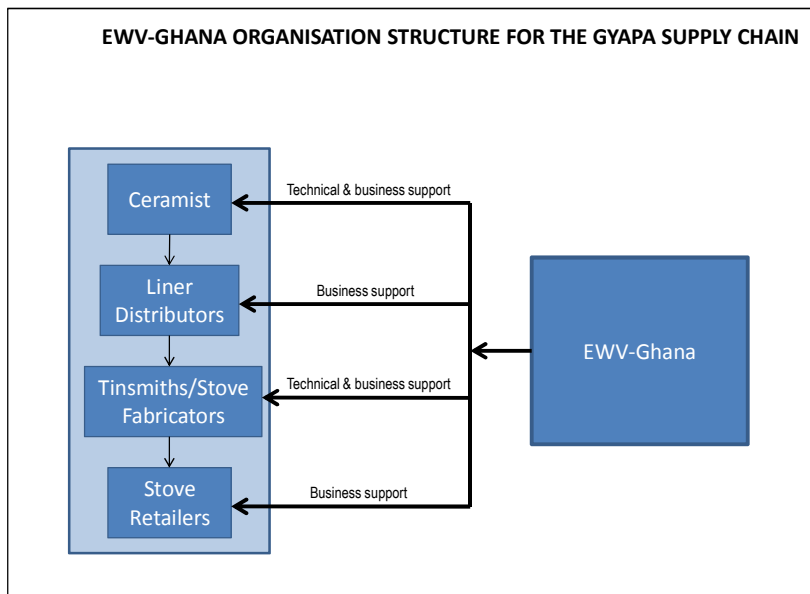 EWV-GHANA ORGANISATION STRUCTURE FOR THE GYAPA SUPPLY CHAIN
Ceramist
Technical & business support
Liner
Distributors
Business support
EWV-Ghana
Tinsmiths/Stove
Fabricators
Technical & business support
Stove
Retailers
Business support